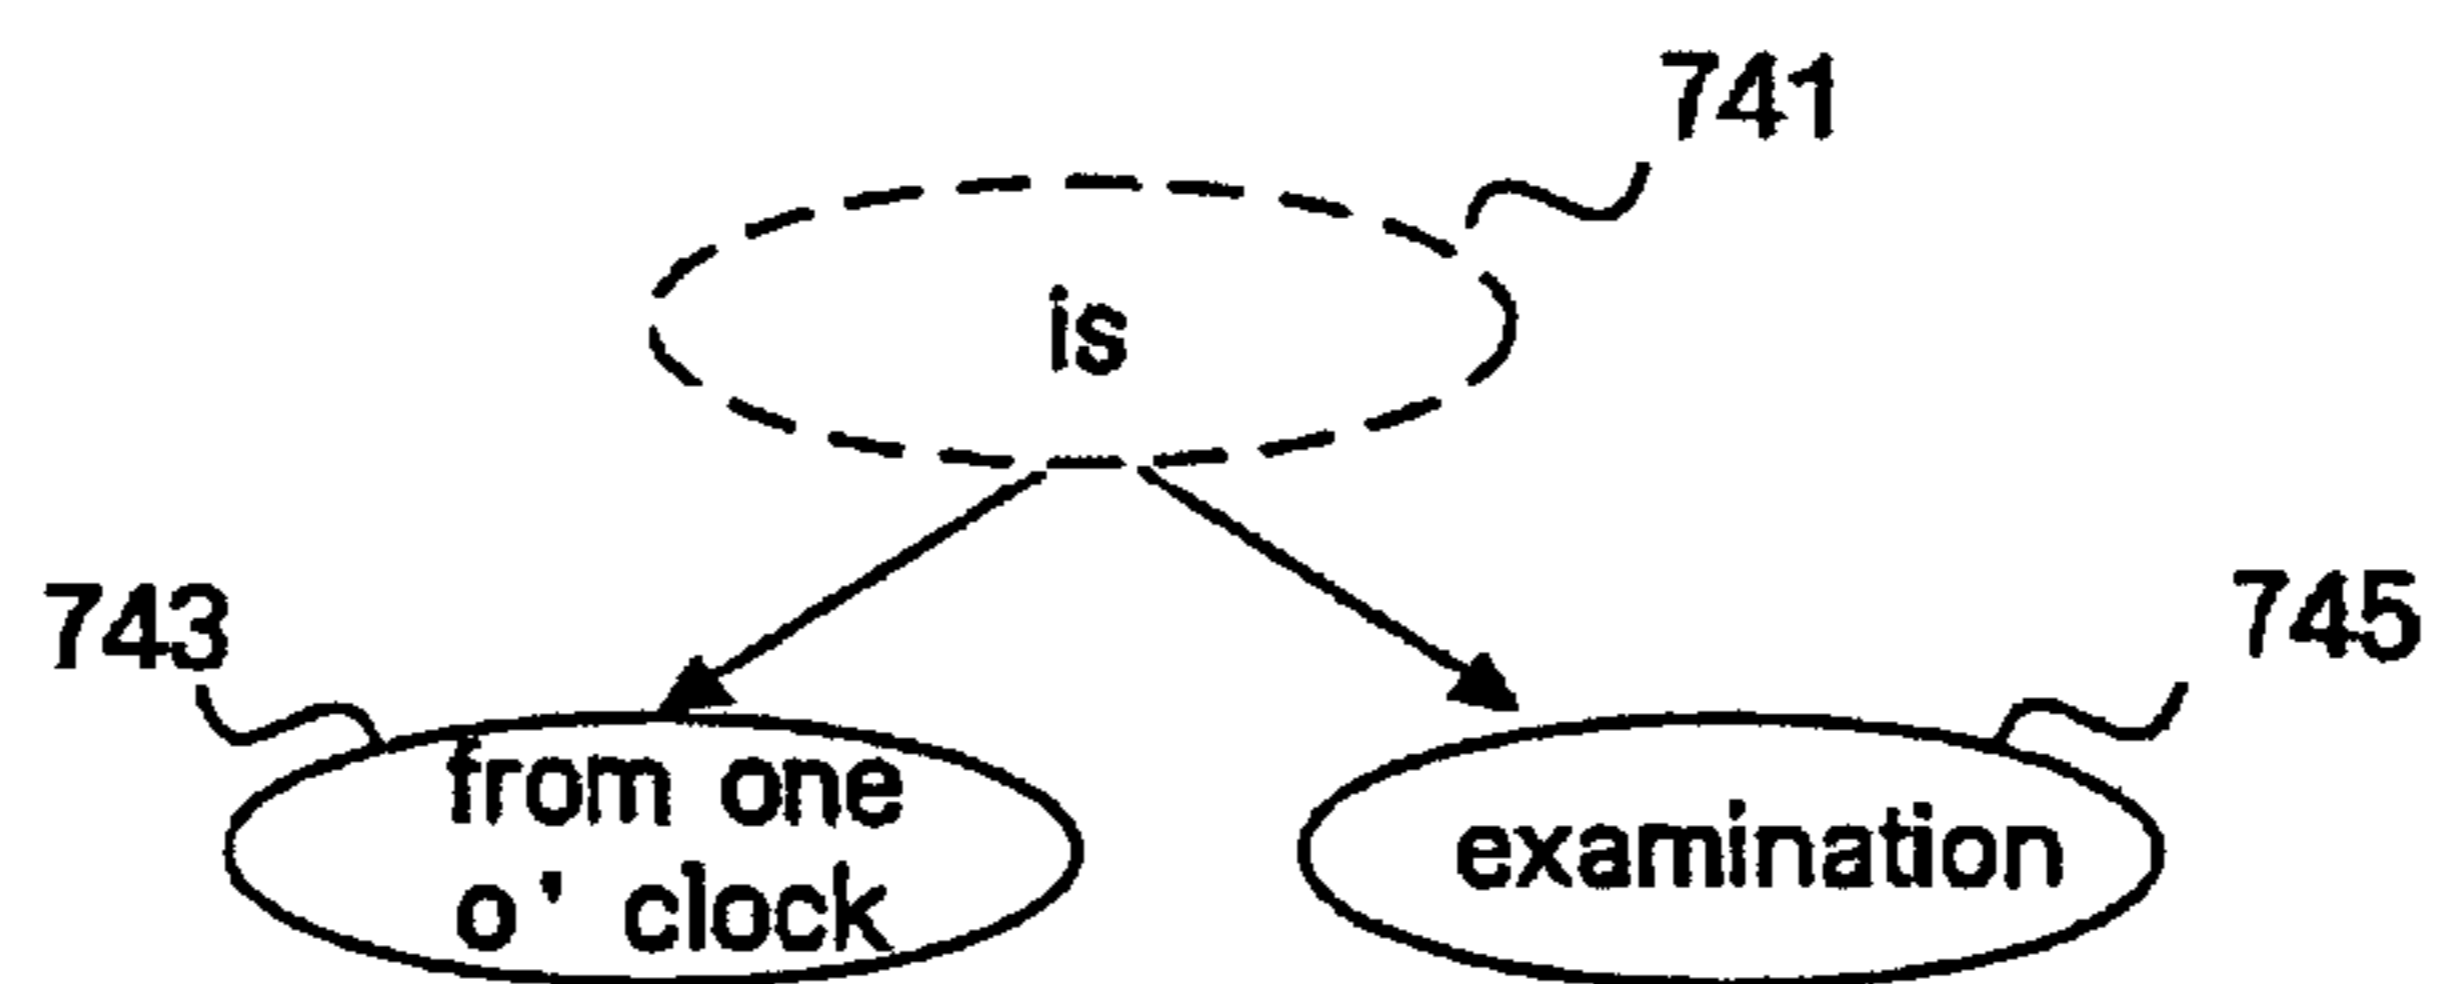 741
is
743
745
from one
o' clock
examination